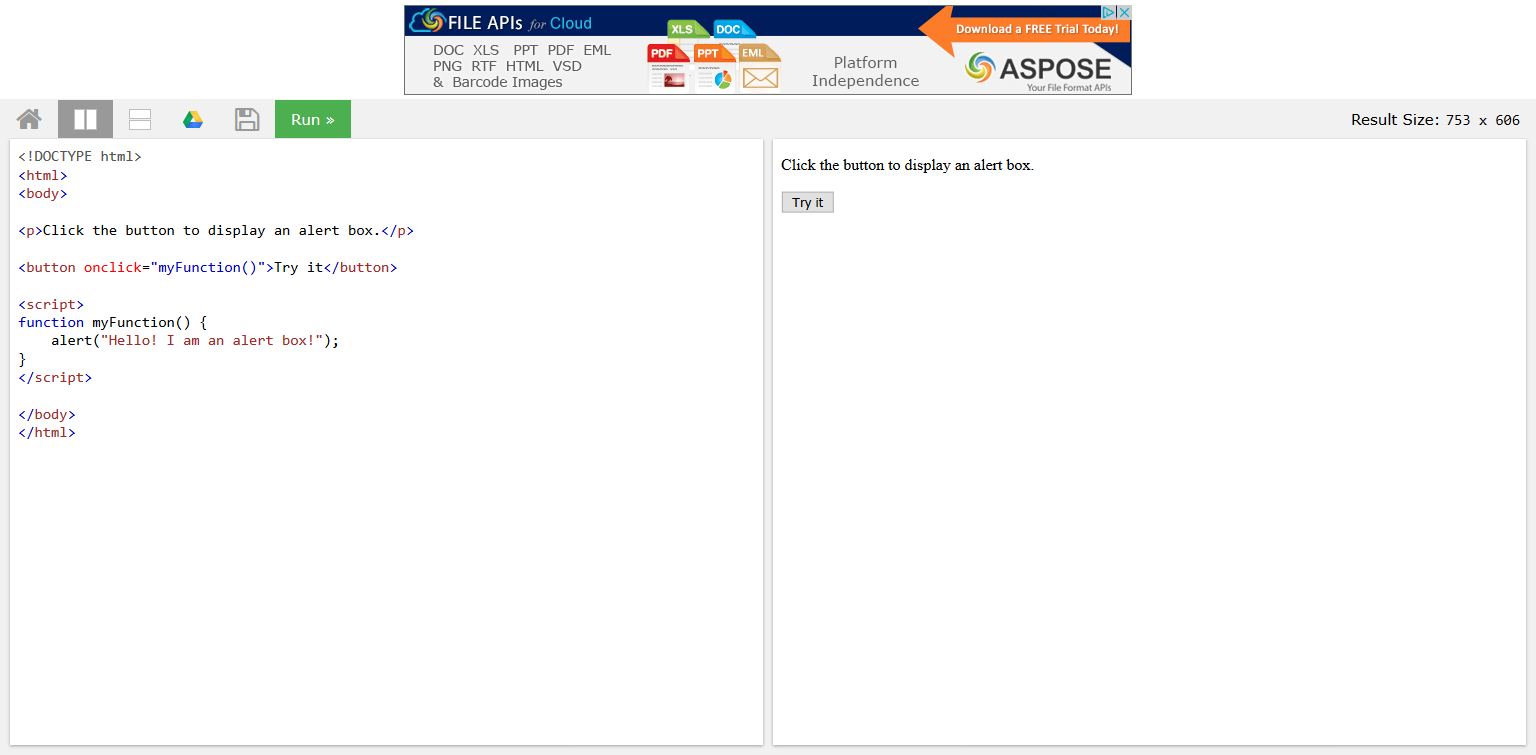 FILE APIs for Cloud
DOC XLS PPT PDF EML
PNG RTF HTML VSD
& Barcode Images
XLS DOC
PDF PPT EML
Platform
Independence
Download a FREE Trial Today!
ASPOSE
Your File Format APIs
Run »
Result Size: 753 x 606
<!DOCTYPE html>
<html>
<body>
<p>Click the button to display an alert box.</p>
<button onclick="myFunction()">Try it</button>
<script>
function myFunction() {
    alert("Hello! I am an alert box!");
}
</script>
</body>
</html>
Click the button to display an alert box.
Try it